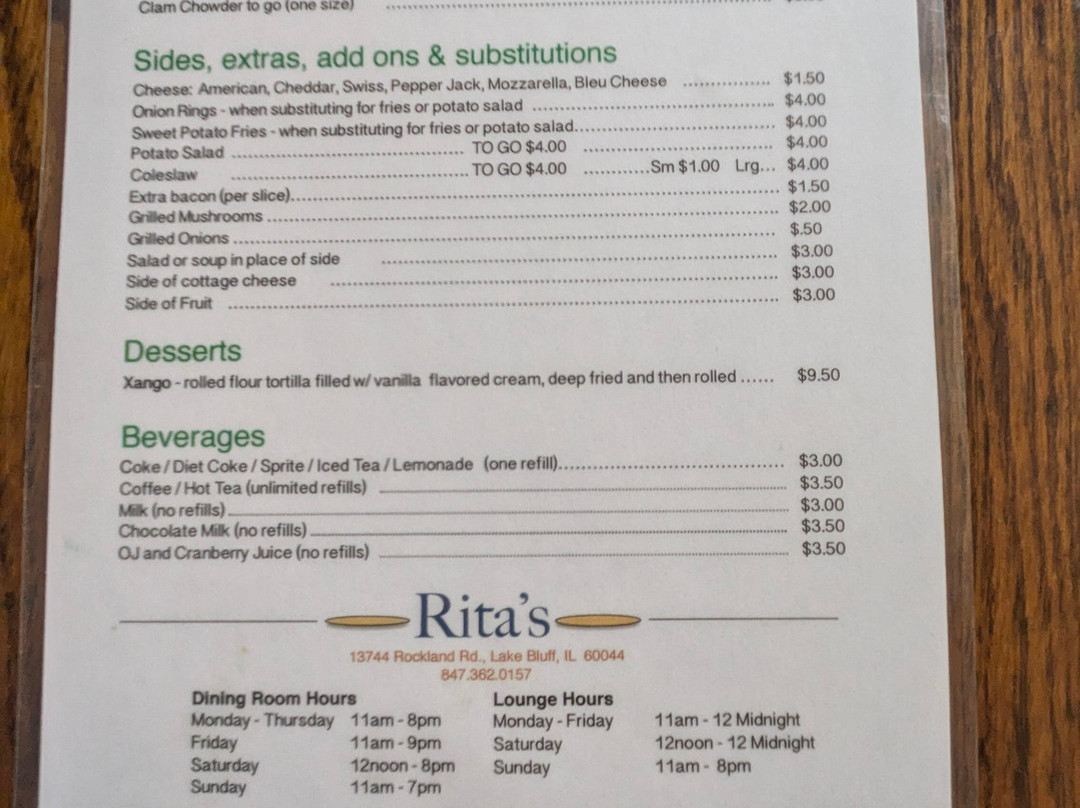 Clam Chowder to go (one size) ..............................
Sides, extras, add ons & substitutions
Cheese: American, Cheddar, Swiss, Pepper Jack, Mozzarella, Bleu Cheese .............. $1.50
Onion Rings - when substituting for fries or potato salad .............................. $4.00
Sweet Potato Fries - when substituting for fries or potato salad.............................. $4.00
Potato Salad .............................. TO GO $4.00 .............................. $4.00
Coleslaw .............................. TO GO $4.00 ............Sm $1.00 Lrg... $4.00
Extra bacon (per slice).............................. $1.50
Grilled Mushrooms .............................. $2.00
Grilled Onions .............................. $.50
Salad or soup in place of side .............................. $3.00
Side of cottage cheese .............................. $3.00
Side of Fruit .............................. $3.00
Desserts
Xango - rolled flour tortilla filled w/ vanilla flavored cream, deep fried and then rolled ...... $9.50
Beverages
Coke / Diet Coke / Sprite / Iced Tea / Lemonade (one refill).............................. $3.00
Coffee / Hot Tea (unlimited refills) .............................. $3.50
Milk (no refills) .............................. $3.00
Chocolate Milk (no refills) .............................. $3.50
OJ and Cranberry Juice (no refills) .............................. $3.50
Rita's
13744 Rockland Rd., Lake Bluff, IL 60044
847.362.0157
Dining Room Hours
Monday - Thursday 11am - 8pm
Friday 11am - 9pm
Saturday 12noon - 8pm
Sunday 11am - 7pm
Lounge Hours
Monday - Friday 11am - 12 Midnight
Saturday 12noon - 12 Midnight
Sunday 11am - 8pm